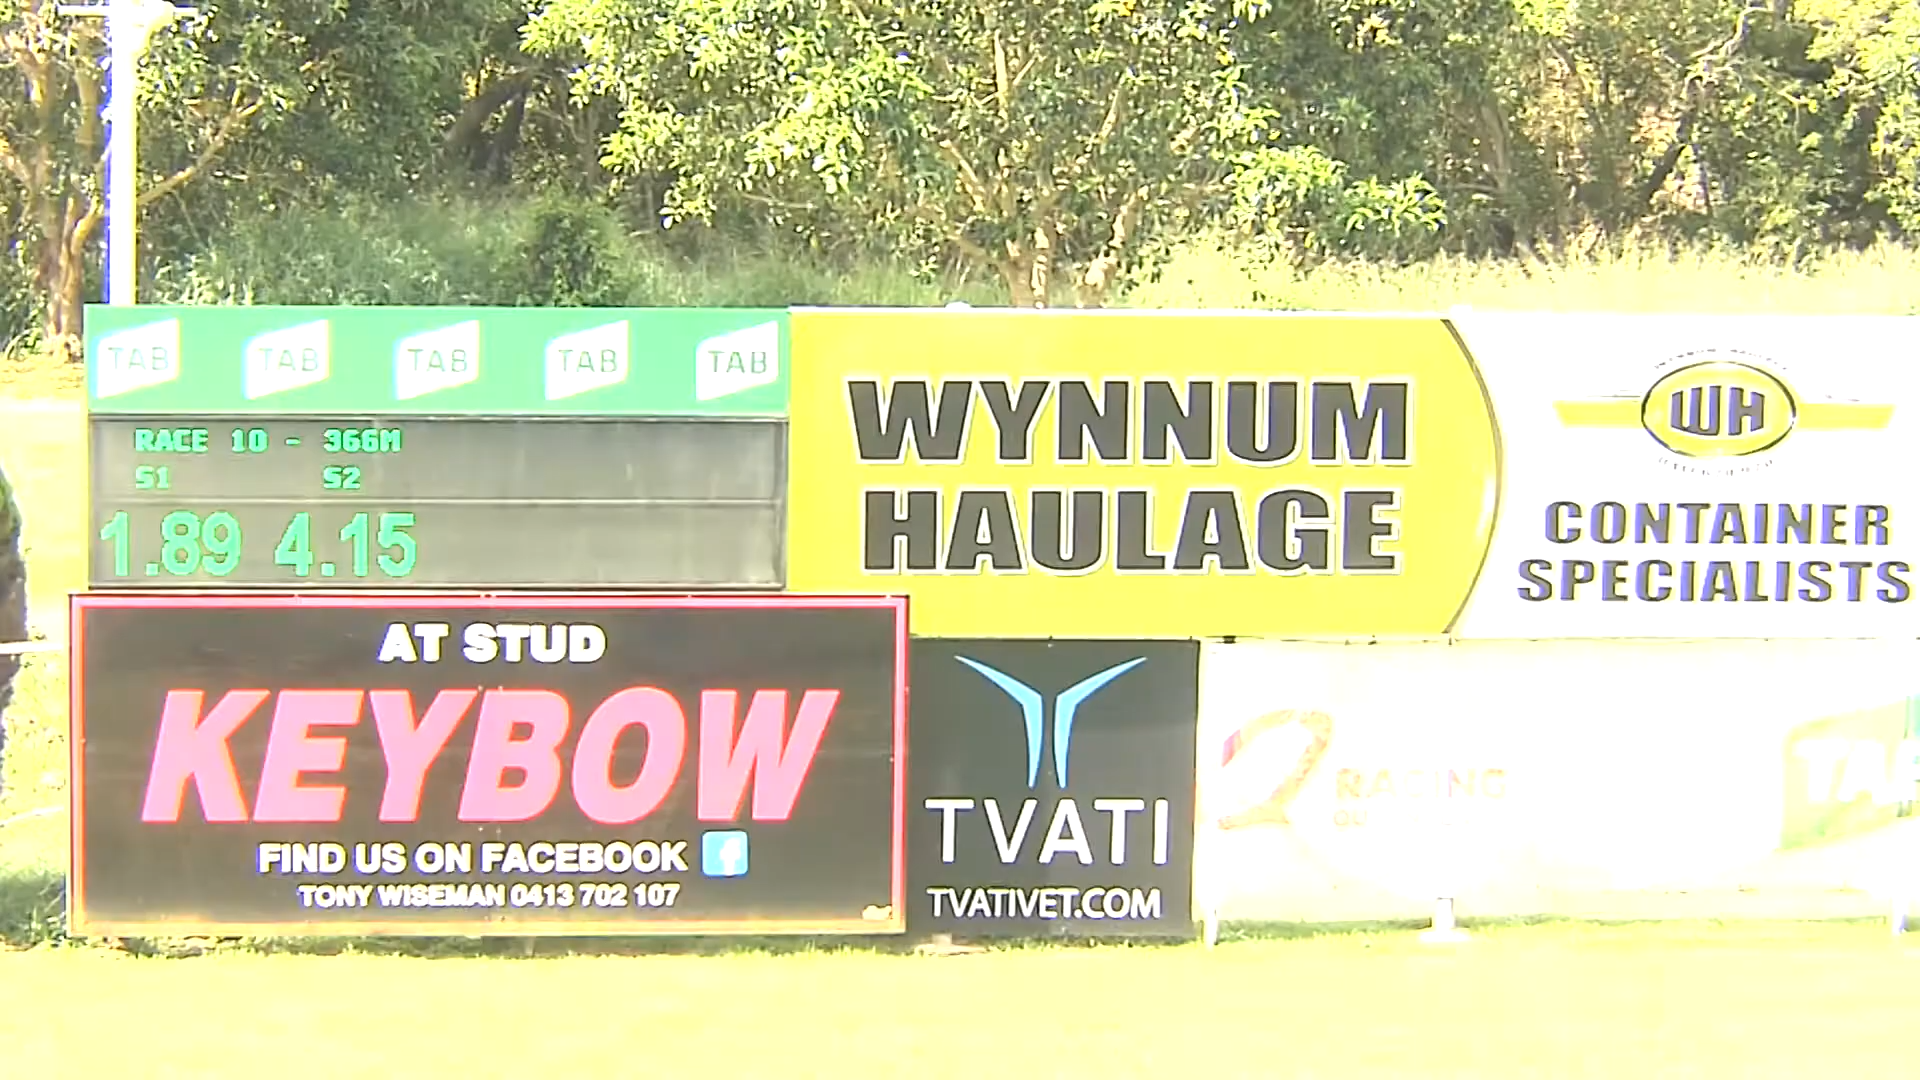 TAB TAB TAB TAB TAB
RACE 10 - 366M
S1 S2
1.89 4.15
WYNNUM
HAULAGE
WH
CONTAINER
SPECIALISTS
AT STUD
KEYBOW
FIND US ON FACEBOOK f
TONY WISEMAN 0413 702 107
TVATI
TVATIVET.COM
RACING
TAB